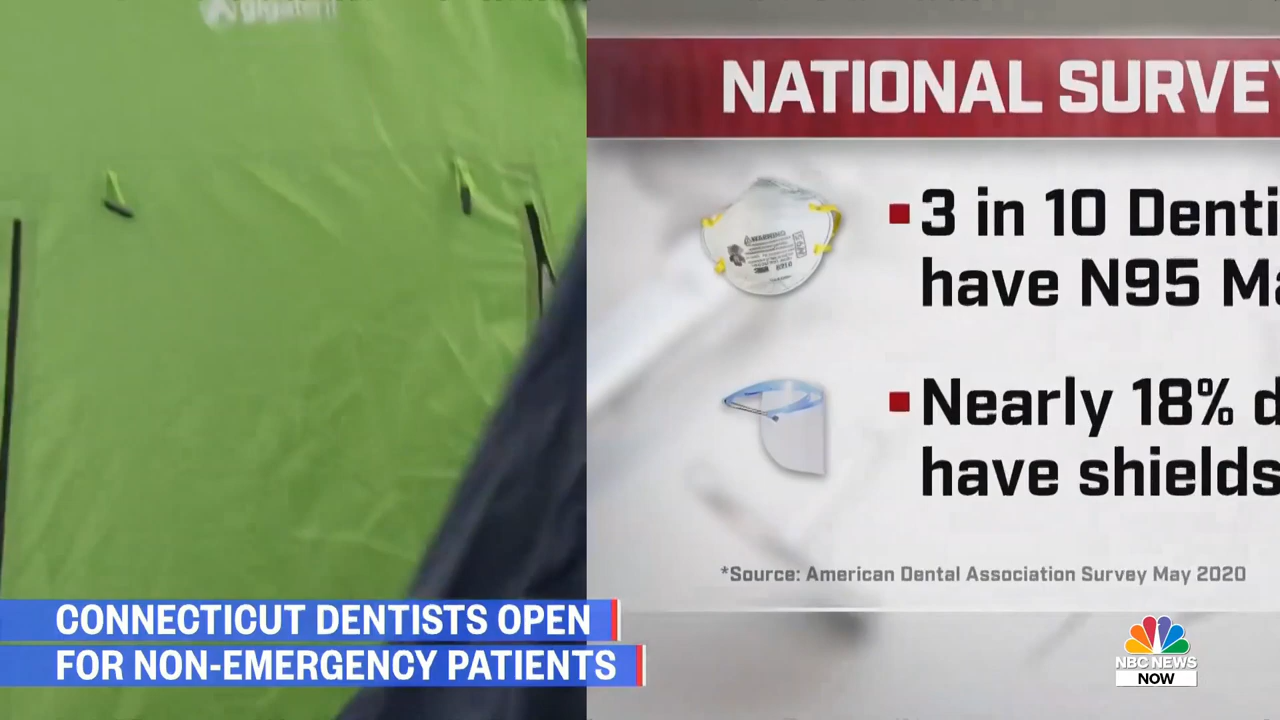 NATIONAL SURVEY
3 in 10 Denti
have N95 Ma
WARNING
Nearly 18% d
have shields
*Source: American Dental Association Survey May 2020
CONNECTICUT DENTISTS OPEN
FOR NON-EMERGENCY PATIENTS
NBC NEWS
NOW